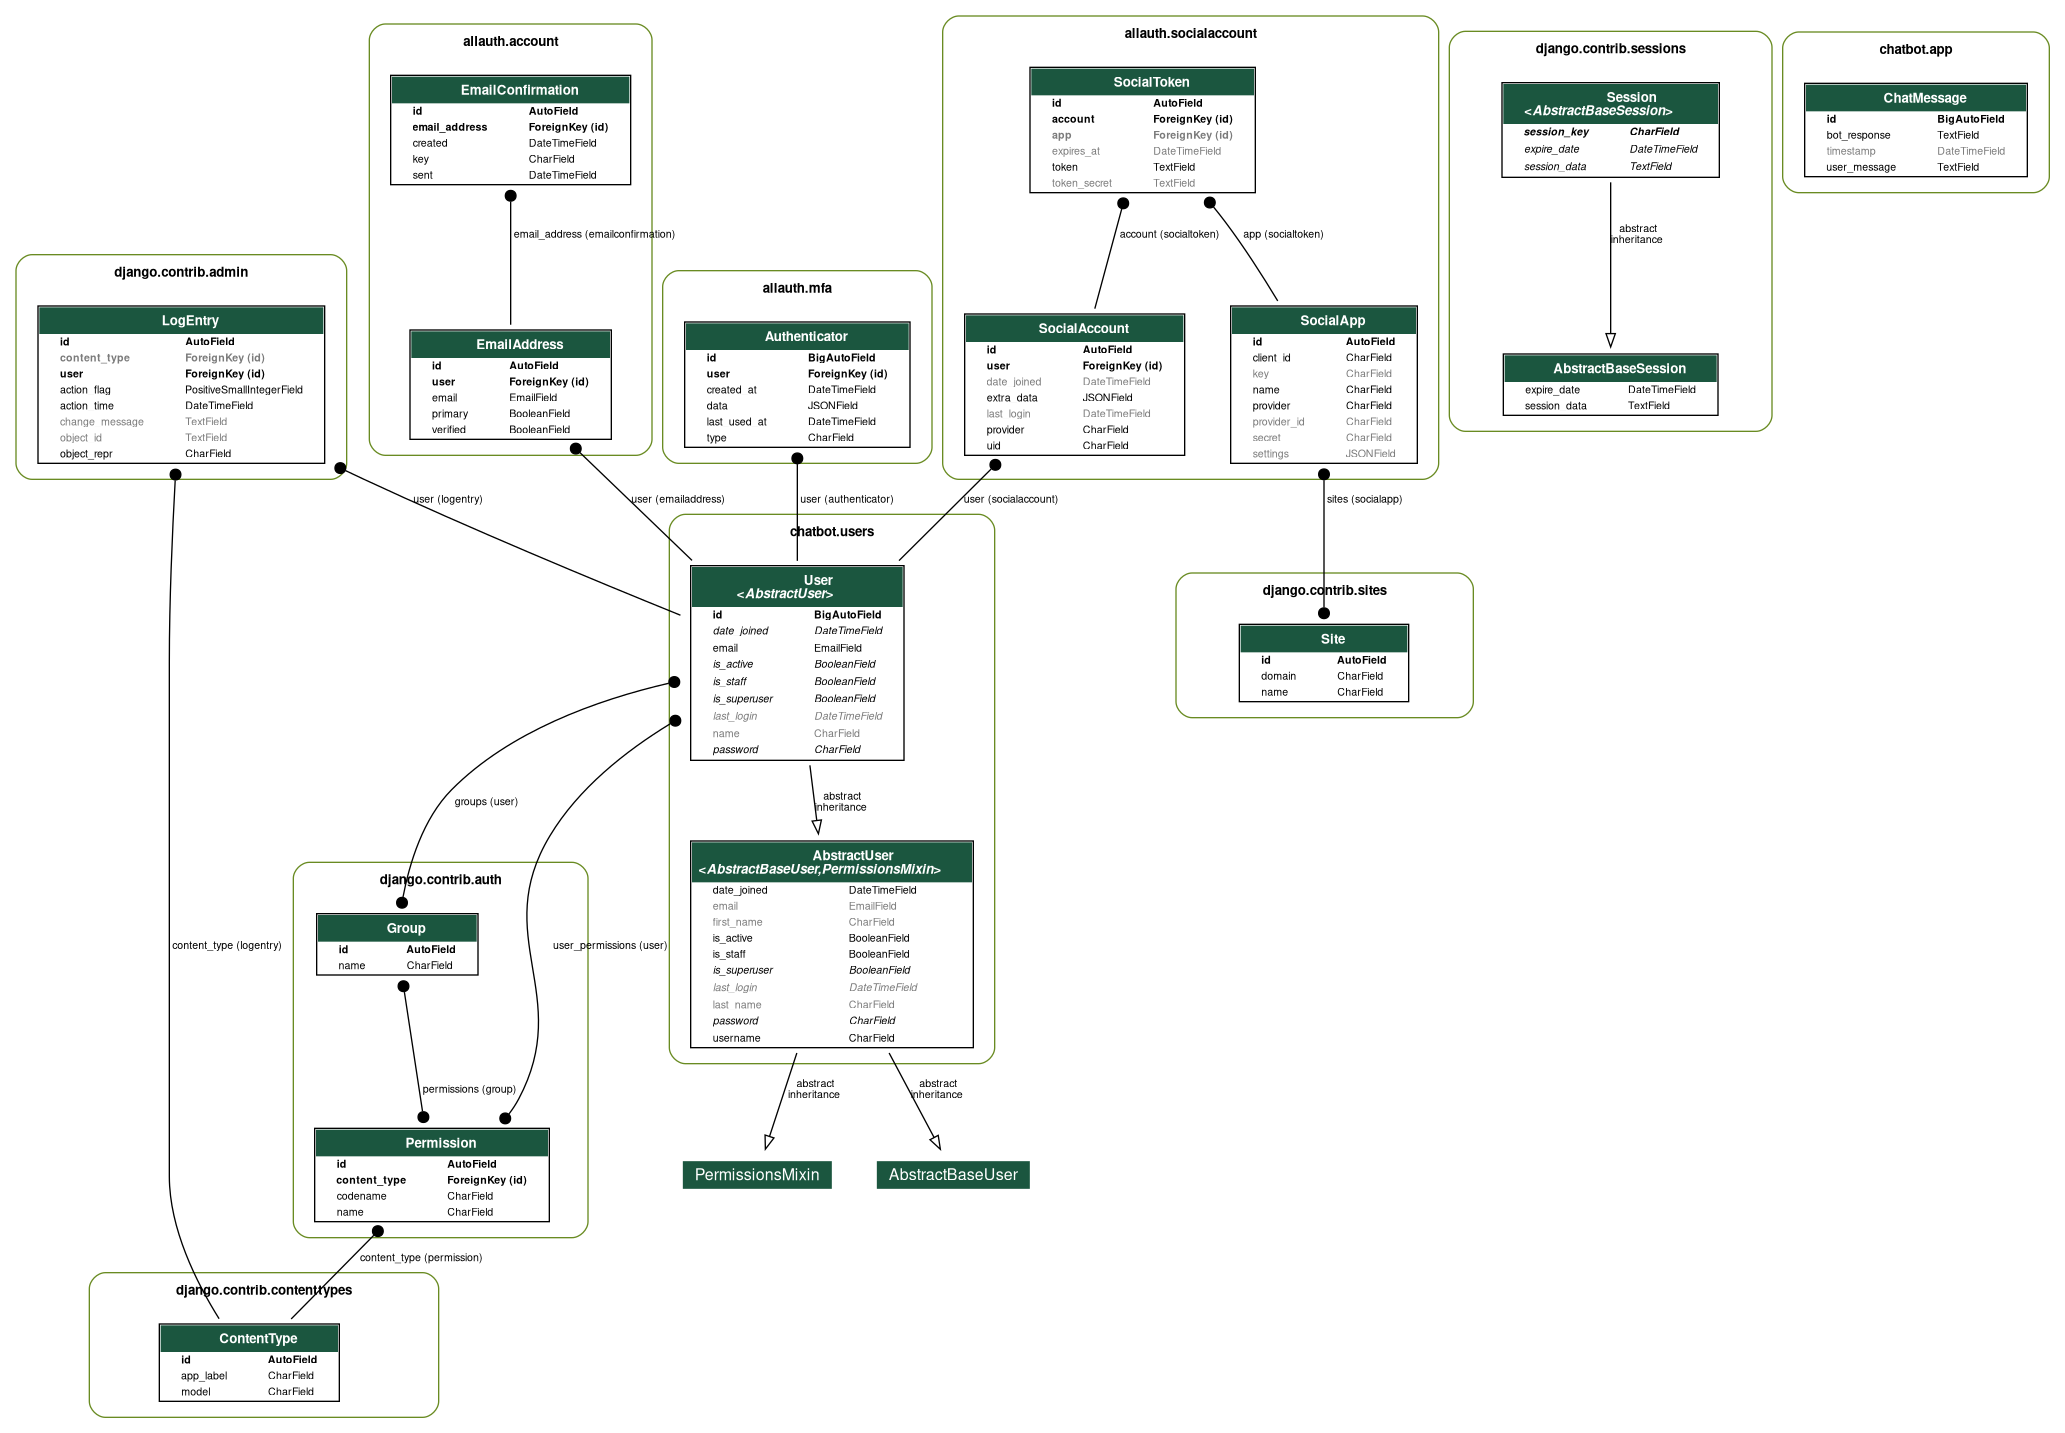 allauth.account
EmailConfirmation
id AutoField
email_address ForeignKey (id)
created DateTimeField
key CharField
sent DateTimeField
email_address (emailconfirmation)
EmailAddress
id AutoField
user ForeignKey (id)
email EmailField
primary BooleanField
verified BooleanField
allauth.socialaccount
SocialToken
id AutoField
account ForeignKey (id)
app ForeignKey (id)
expires_at DateTimeField
token TextField
token_secret TextField
account (socialtoken)
app (socialtoken)
SocialAccount
id AutoField
user ForeignKey (id)
date_joined DateTimeField
extra_data JSONField
last_login DateTimeField
provider CharField
uid CharField
SocialApp
id AutoField
client_id CharField
key CharField
name CharField
provider CharField
provider_id CharField
secret CharField
settings JSONField
django.contrib.sessions
Session
<AbstractBaseSession>
session_key CharField
expire_date DateTimeField
session_data TextField
abstract
inheritance
AbstractBaseSession
expire_date DateTimeField
session_data TextField
chatbot.app
ChatMessage
id BigAutoField
bot_response TextField
timestamp DateTimeField
user_message TextField
django.contrib.admin
LogEntry
id AutoField
content_type ForeignKey (id)
user ForeignKey (id)
action_flag PositiveSmallIntegerField
action_time DateTimeField
change_message TextField
object_id TextField
object_repr CharField
allauth.mfa
Authenticator
id BigAutoField
user ForeignKey (id)
created_at DateTimeField
data JSONField
last_used_at DateTimeField
type CharField
user (logentry)
user (emailaddress)
user (authenticator)
user (socialaccount)
sites (socialapp)
chatbot.users
User
<AbstractUser>
id BigAutoField
date_joined DateTimeField
email EmailField
is_active BooleanField
is_staff BooleanField
is_superuser BooleanField
last_login DateTimeField
name CharField
password CharField
abstract
inheritance
AbstractUser
<AbstractBaseUser,PermissionsMixin>
date_joined DateTimeField
email EmailField
first_name CharField
is_active BooleanField
is_staff BooleanField
is_superuser BooleanField
last_login DateTimeField
last_name CharField
password CharField
username CharField
abstract
inheritance
abstract
inheritance
PermissionsMixin
AbstractBaseUser
django.contrib.sites
Site
id AutoField
domain CharField
name CharField
groups (user)
django.contrib.auth
Group
id AutoField
name CharField
content_type (logentry)
user_permissions (user)
permissions (group)
Permission
id AutoField
content_type ForeignKey (id)
codename CharField
name CharField
content_type (permission)
django.contrib.contenttypes
ContentType
id AutoField
app_label CharField
model CharField